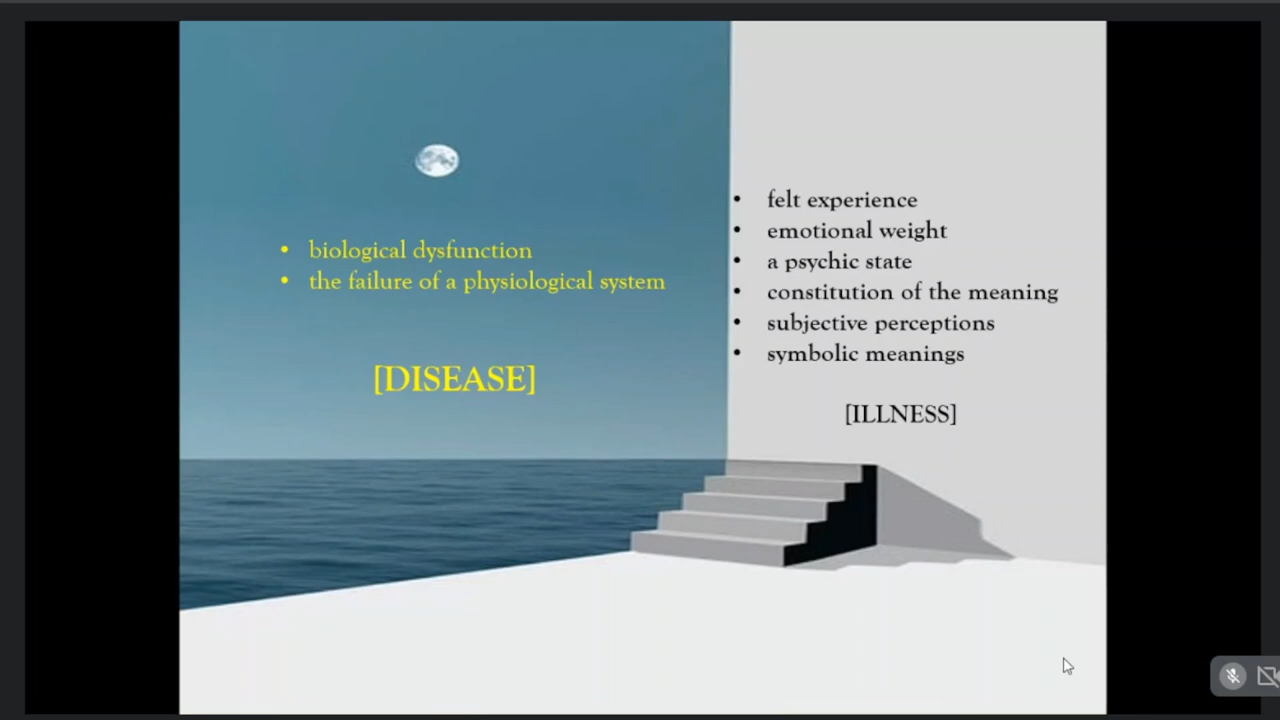 • biological dysfunction
• the failure of a physiological system
[DISEASE]
• felt experience
• emotional weight
• a psychic state
• constitution of the meaning
• subjective perceptions
• symbolic meanings
[ILLNESS]